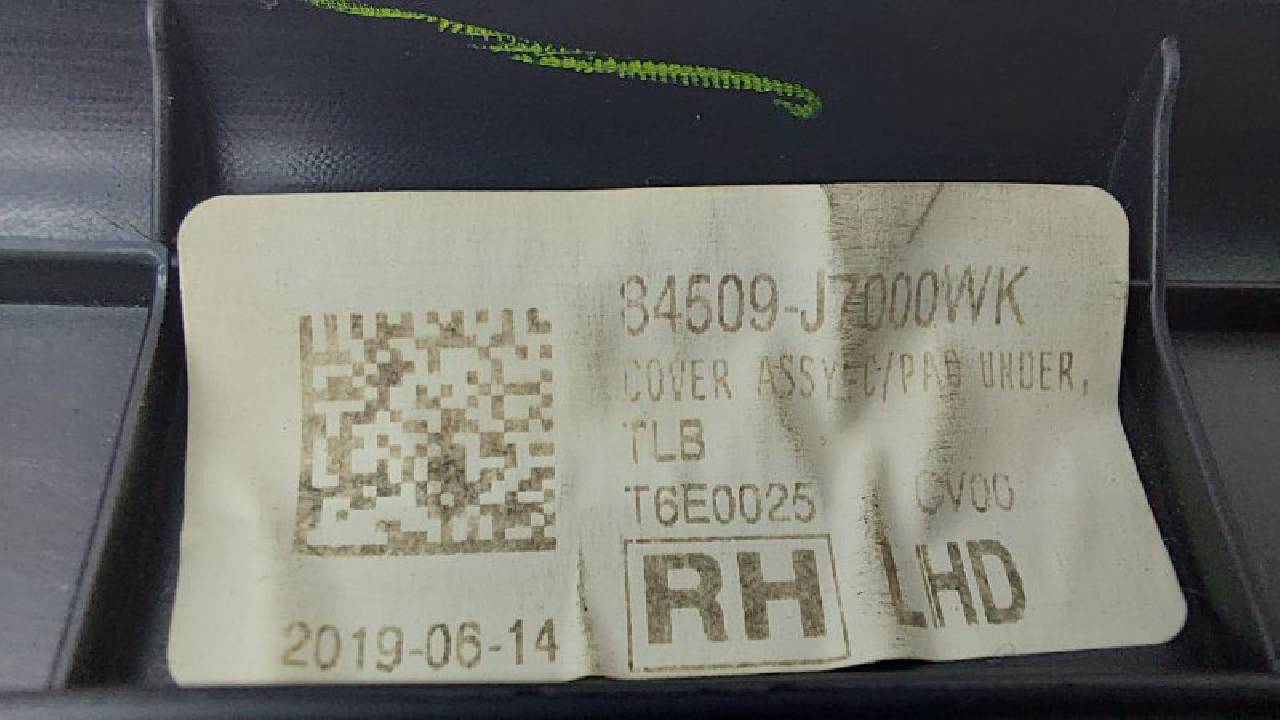 84509-J7000WK
COVER ASSY-C/PAD UNDER,
TLB
T6E0025 CV00
RH LHD
2019-06-14